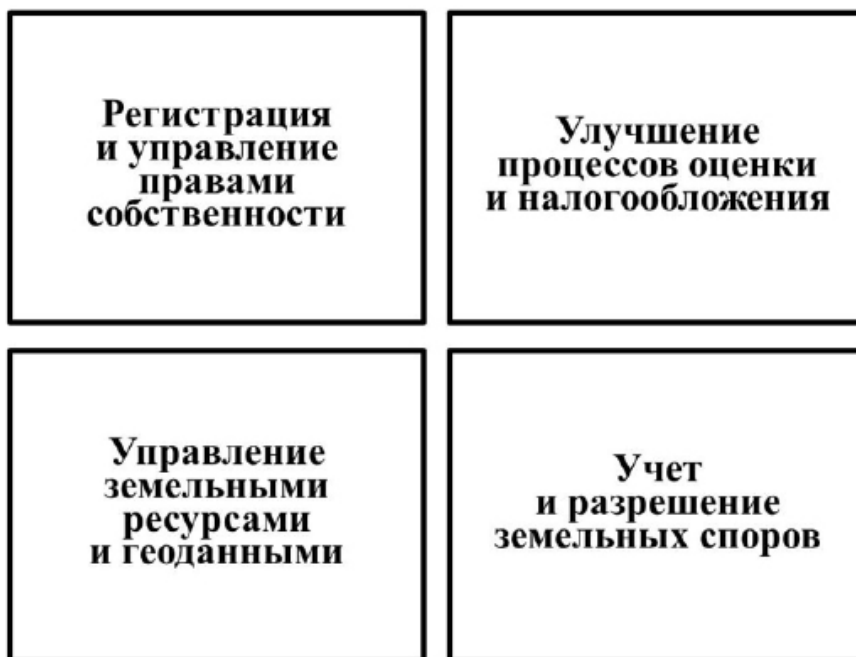 Регистрация
и управление
правами
собственности
Улучшение
процессов оценки
и налогообложения
Управление
земельными
ресурсами
и геоданными
Учет
и разрешение
земельных споров